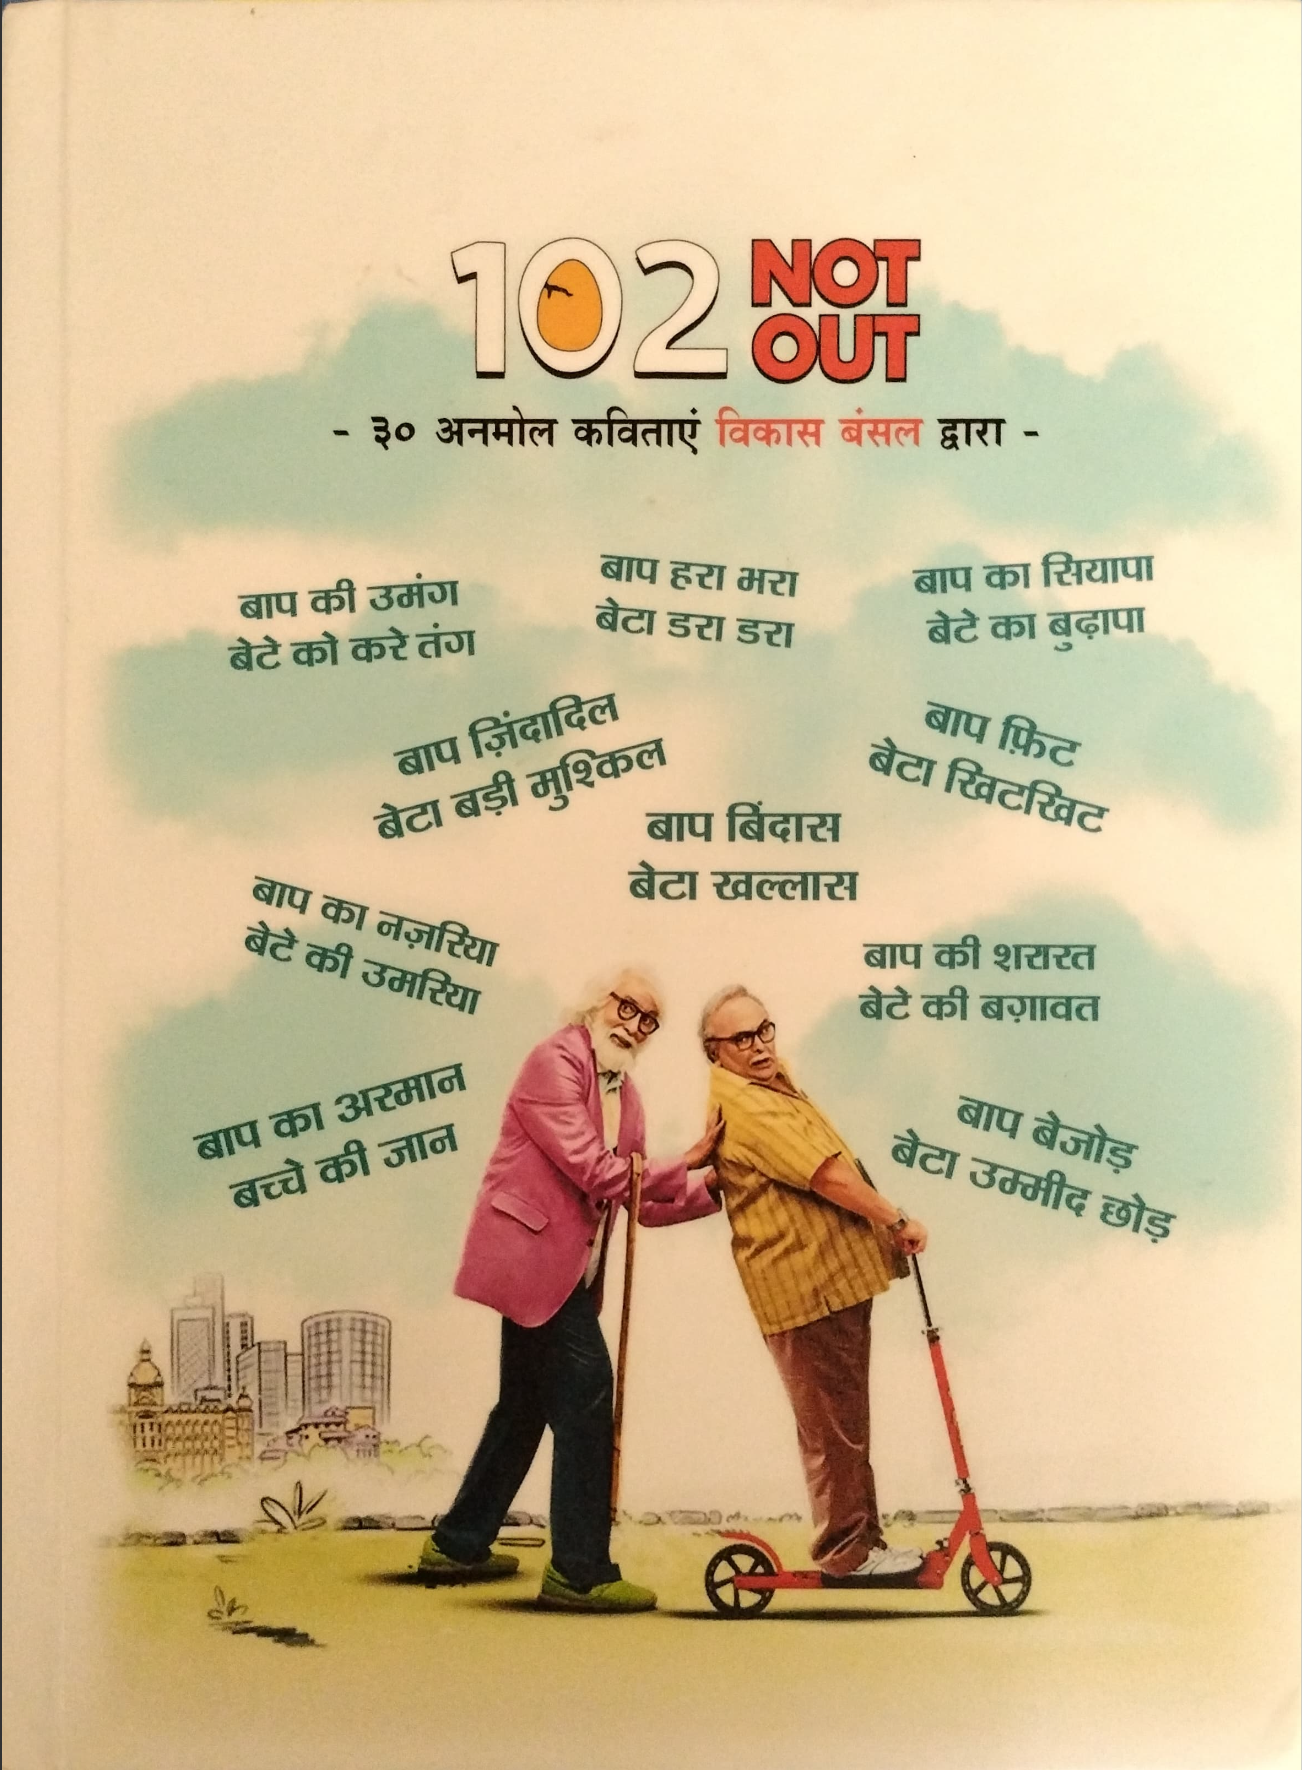 102 NOT OUT
- ३० अनमोल कविताएं विकास बंसल द्वारा -
बाप की उमंग
बेटे को करे तंग
बाप हरा भरा
बेटा डरा डरा
बाप का सियापा
बेटे का बुढ़ापा
बाप ज़िंदादिल
बेटा बड़ी मुश्किल
बाप फ़िट
बेटा खिटखिट
बाप बिंदास
बेटा खल्लास
बाप का नज़रिया
बेटे की उमरिया
बाप की शरारत
बेटे की बग़ावत
बाप का अरमान
बच्चे की जान
बाप बेजोड़
बेटा उम्मीद छोड़